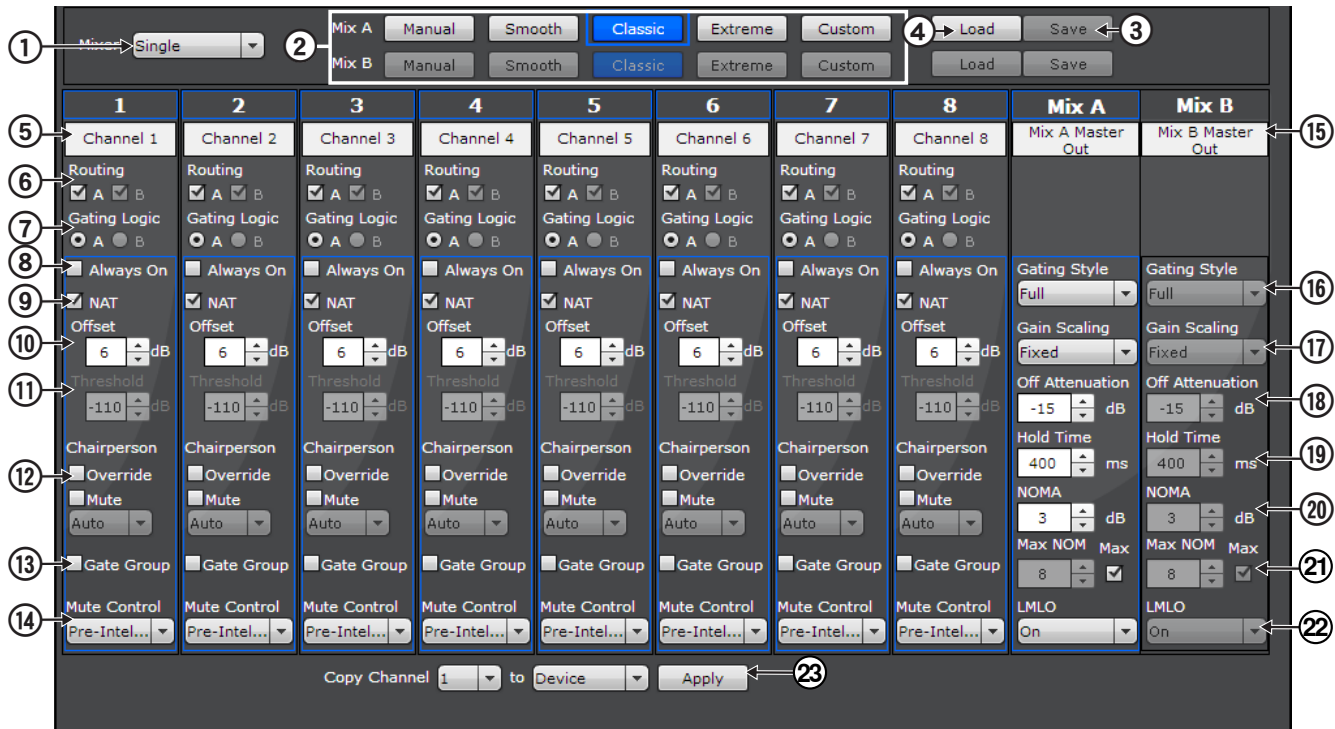 Mix A Manual Smooth Classic Extreme Custom ④ Load Save ③
① Mixer Single ②
Mix B Manual Smooth Classic Extreme Custom Load Save
1 2 3 4 5 6 7 8 Mix A Mix B
⑤ Channel 1 Channel 2 Channel 3 Channel 4 Channel 5 Channel 6 Channel 7 Channel 8 Mix A Master Mix B Master ⑮
Out Out
Routing Routing Routing Routing Routing Routing Routing Routing
⑥ A B A B A B A B A B A B A B A B
Gating Logic Gating Logic Gating Logic Gating Logic Gating Logic Gating Logic Gating Logic Gating Logic
⑦ A B A B A B A B A B A B A B A B
⑧ Always On Always On Always On Always On Always On Always On Always On Always On Gating Style Gating Style
⑨ NAT NAT NAT NAT NAT NAT NAT NAT Full Full ⑯
Offset Offset Offset Offset Offset Offset Offset Offset Gain Scaling Gain Scaling
⑩ 6 dB 6 dB 6 dB 6 dB 6 dB 6 dB 6 dB 6 dB Fixed Fixed ⑰
Threshold Threshold Threshold Threshold Threshold Threshold Threshold Threshold Off Attenuation Off Attenuation
⑪ -110 dB -110 dB -110 dB -110 dB -110 dB -110 dB -110 dB -110 dB -15 dB -15 dB ⑱
Chairperson Chairperson Chairperson Chairperson Chairperson Chairperson Chairperson Chairperson Hold Time Hold Time
⑫ Override Override Override Override Override Override Override Override 400 ms 400 ms ⑲
Mute Mute Mute Mute Mute Mute Mute Mute NOMA NOMA
Auto Auto Auto Auto Auto Auto Auto Auto 3 dB 3 dB ⑳
Max NOM Max Max NOM Max
⑬ Gate Group Gate Group Gate Group Gate Group Gate Group Gate Group Gate Group Gate Group 8 8 ㉑
Mute Control Mute Control Mute Control Mute Control Mute Control Mute Control Mute Control Mute Control LMLO LMLO
⑭ Pre-Intel... Pre-Intel... Pre-Intel... Pre-Intel... Pre-Intel... Pre-Intel... Pre-Intel... Pre-Intel... On On ㉒
Copy Channel 1 to Device Apply ㉓